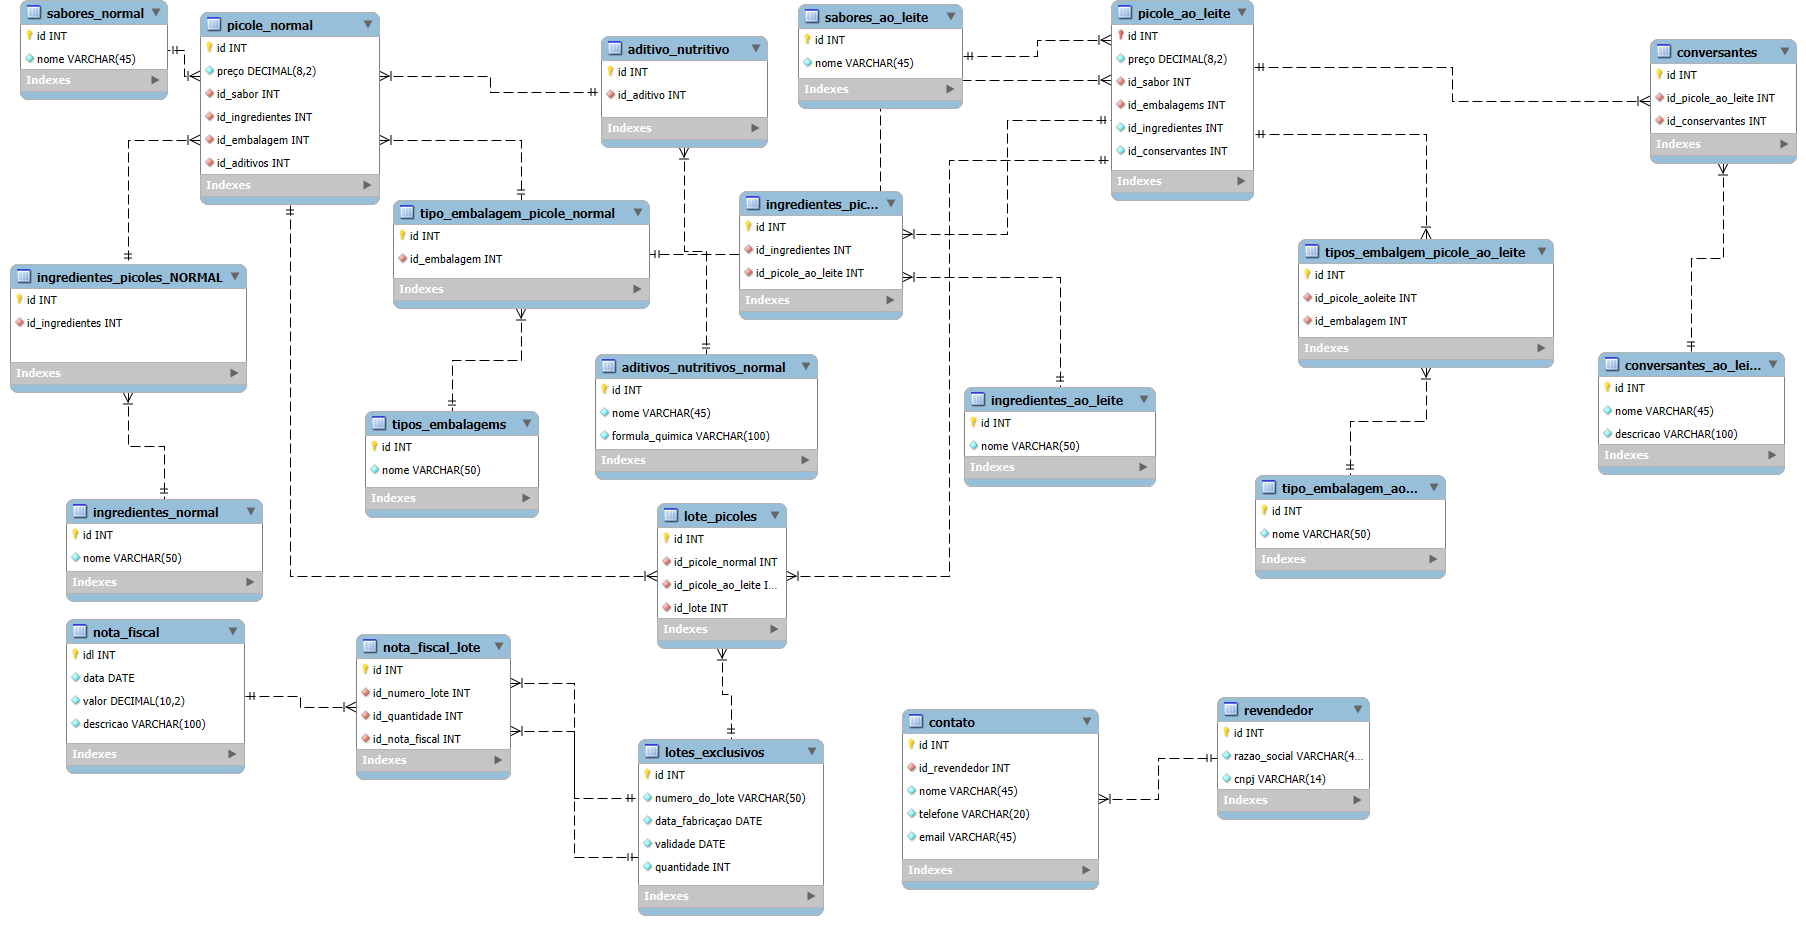 sabores_normal
id INT
nome VARCHAR(45)
Indexes
picole_normal
id INT
preço DECIMAL(8,2)
id_sabor INT
id_ingredientes INT
id_embalagem INT
id_aditivos INT
Indexes
aditivo_nutritivo
id INT
id_aditivo INT
Indexes
sabores_ao_leite
id INT
nome VARCHAR(45)
Indexes
picole_ao_leite
id INT
preço DECIMAL(8,2)
id_sabor INT
id_embalagems INT
id_ingredientes INT
id_conservantes INT
Indexes
conversantes
id INT
id_picole_ao_leite INT
id_conservantes INT
Indexes
ingredientes_picoles_NORMAL
id INT
id_ingredientes INT
Indexes
tipo_embalagem_picole_normal
id INT
id_embalagem INT
Indexes
ingredientes_pic...
id INT
id_ingredientes INT
id_picole_ao_leite INT
Indexes
tipos_embalgem_picole_ao_leite
id INT
id_picole_aoleite INT
id_embalagem INT
Indexes
tipos_embalagems
id INT
nome VARCHAR(50)
Indexes
aditivos_nutritivos_normal
id INT
nome VARCHAR(45)
formula_quimica VARCHAR(100)
Indexes
ingredientes_ao_leite
id INT
nome VARCHAR(50)
Indexes
conversantes_ao_lei...
id INT
nome VARCHAR(45)
descricao VARCHAR(100)
Indexes
ingredientes_normal
id INT
nome VARCHAR(50)
Indexes
lote_picoles
id INT
id_picole_normal INT
id_picole_ao_leite I...
id_lote INT
Indexes
tipo_embalagem_ao...
id INT
nome VARCHAR(50)
Indexes
nota_fiscal
idl INT
data DATE
valor DECIMAL(10,2)
descricao VARCHAR(100)
Indexes
nota_fiscal_lote
id INT
id_numero_lote INT
id_quantidade INT
id_nota_fiscal INT
Indexes
lotes_exclusivos
id INT
numero_do_lote VARCHAR(50)
data_fabricaçao DATE
validade DATE
quantidade INT
Indexes
contato
id INT
id_revendedor INT
nome VARCHAR(45)
telefone VARCHAR(20)
email VARCHAR(45)
Indexes
revendedor
id INT
razao_social VARCHAR(4...
cnpj VARCHAR(14)
Indexes